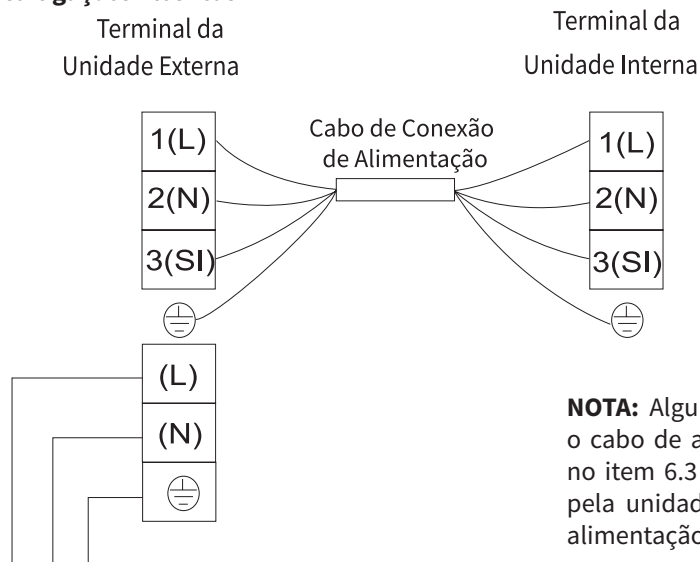 Terminal da
Unidade Externa
Terminal da
Unidade Interna
Cabo de Conexão
de Alimentação
1(L)
2(N)
3(SI)
1(L)
2(N)
3(SI)
(L)
(N)
NOTA: Algu
o cabo de a
no item 6.3
pela unidad
alimentação